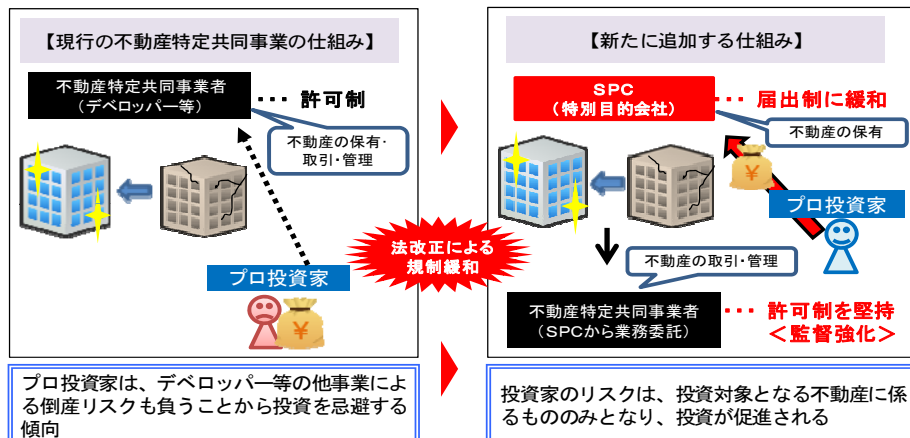 【現行の不動産特定共同事業の仕組み】
不動産特定共同事業者
（デベロッパー等）
･･･ 許可制
不動産の保有・
取引・管理
プロ投資家
¥
プロ投資家は、デベロッパー等の他事業によ
る倒産リスクも負うことから投資を忌避する
傾向
法改正による
規制緩和
【新たに追加する仕組み】
SPC
（特別目的会社）
･･･ 届出制に緩和
不動産の保有
¥
プロ投資家
不動産の取引・管理
不動産特定共同事業者
（SPCから業務委託）
･･･ 許可制を堅持
＜監督強化＞
投資家のリスクは、投資対象となる不動産に係
るもののみとなり、投資が促進される